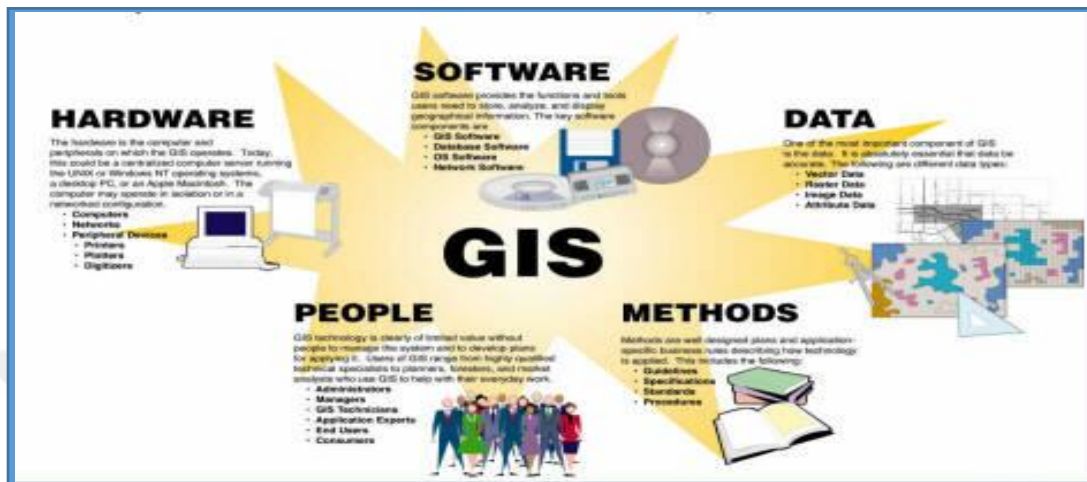 SOFTWARE
GIS software provides the functions and tools
users need to store, analyze, and display
geographical information. The key software
components are
• GIS Software
• Database Software
• OS Software
• Network Software
HARDWARE
The hardware is the computer and
peripherals on which the GIS operates. Today,
this could be a centralized computer server running
the UNIX or Windows NT operating systems,
a desktop PC, or an Apple Macintosh. The
computer may operate in isolation or in a
networked configuration.
• Computers
• Networks
• Peripheral Devices
• Printers
• Plotters
• Digitizers
DATA
One of the most important component of GIS
is the data. It is absolutely essential that data be
accurate. The following are different data types:
• Vector Data
• Raster Data
• Image Data
• Attribute Data
GIS
PEOPLE
GIS technology is clearly of limited value without
people to manage the system and to develop plans
for applying it. Users of GIS range from highly qualified
technical specialists to planners, foresters, and market
analysts who use GIS to help with their everyday work.
• Administrators
• Managers
• GIS Technicians
• Application Experts
• End Users
• Consumers
METHODS
Methods are well designed plans and application-
specific business rules describing how technology
is applied. This includes the following:
• Guidelines
• Specifications
• Standards
• Procedures